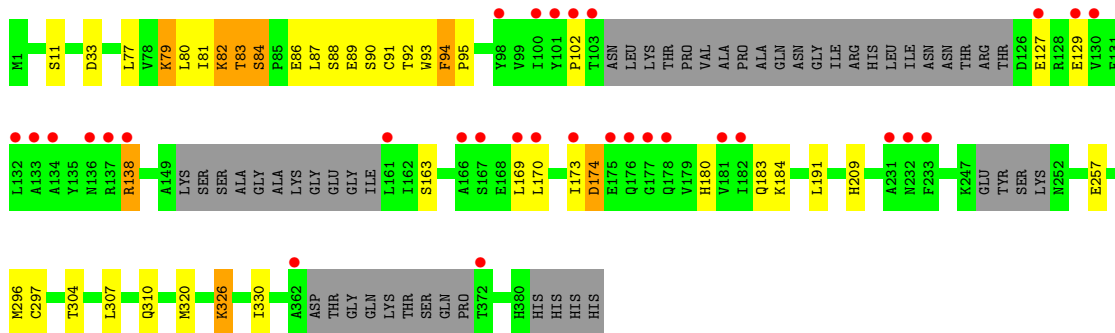 M1 S11 D33 L77 V78 K79 L80 I81 K82 T83 S84 P85 E86 L87 S88 E89 S90 C91 T92 W93 F94 P95 Y98 V99 I100 Y101 P102 T103 ASN LEU LYS THR PRO VAL ALA PRO ALA GLN ASN GLY ILE ARG HIS LEU ILE ASN ASN THR ARG THR D126 E127 R128 E129 V130 E131
L132 A133 A134 Y135 N136 R137 R138 A149 LYS SER SER ALA GLY ALA LYS GLY GLU GLY ILE L161 I162 S163 A166 S167 E168 L169 L170 I173 D174 E175 Q176 G177 Q178 V179 H180 V181 I182 Q183 K184 L191 H209 A231 N232 F233 K247 GLU TYR SER LYS N252 E257
M296 C297 T304 L307 Q310 M320 K326 I330 A362 ASP THR GLY GLN LYS THR SER GLN PRO T372 H380 HIS HIS HIS HIS